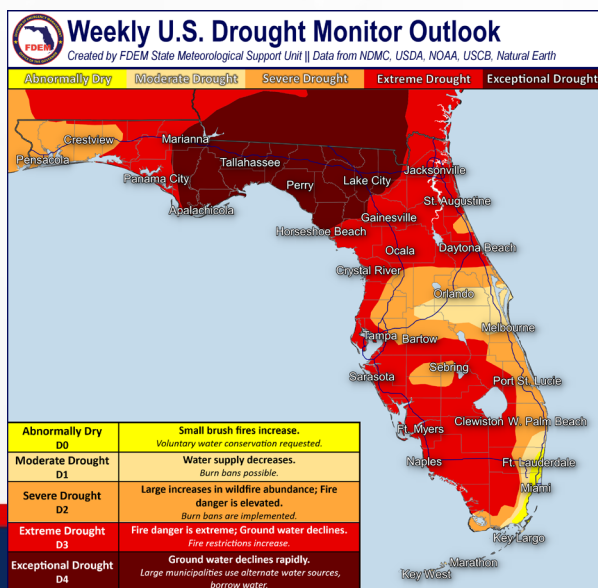 Weekly U.S. Drought Monitor Outlook
FDEM
Created by FDEM State Meteorological Support Unit || Data from NDMC, USDA, NOAA, USCB, Natural Earth
Abnormally Dry Moderate Drought Severe Drought Extreme Drought Exceptional Drought
Crestview
Marianna
Pensacola
Tallahassee
Panama City
Perry
Lake City
Jacksonville
Apalachicola
St. Augustine
Gainesville
Horseshoe Beach
Ocala
Daytona Beach
Crystal River
Orlando
Melbourne
Tampa
Bartow
Sebring
Sarasota
Port St. Lucie
Clewiston
W. Palm Beach
Ft. Myers
Naples
Ft. Lauderdale
Miami
Key Largo
Marathon
Key West
Abnormally Dry
D0
Small brush fires increase.
Voluntary water conservation requested.
Moderate Drought
D1
Water supply decreases.
Burn bans possible.
Severe Drought
D2
Large increases in wildfire abundance; Fire
danger is elevated.
Burn bans are implemented.
Extreme Drought
D3
Fire danger is extreme; Ground water declines.
Fire restrictions increase.
Exceptional Drought
D4
Ground water declines rapidly.
Large municipalities use alternate water sources,
borrow water.